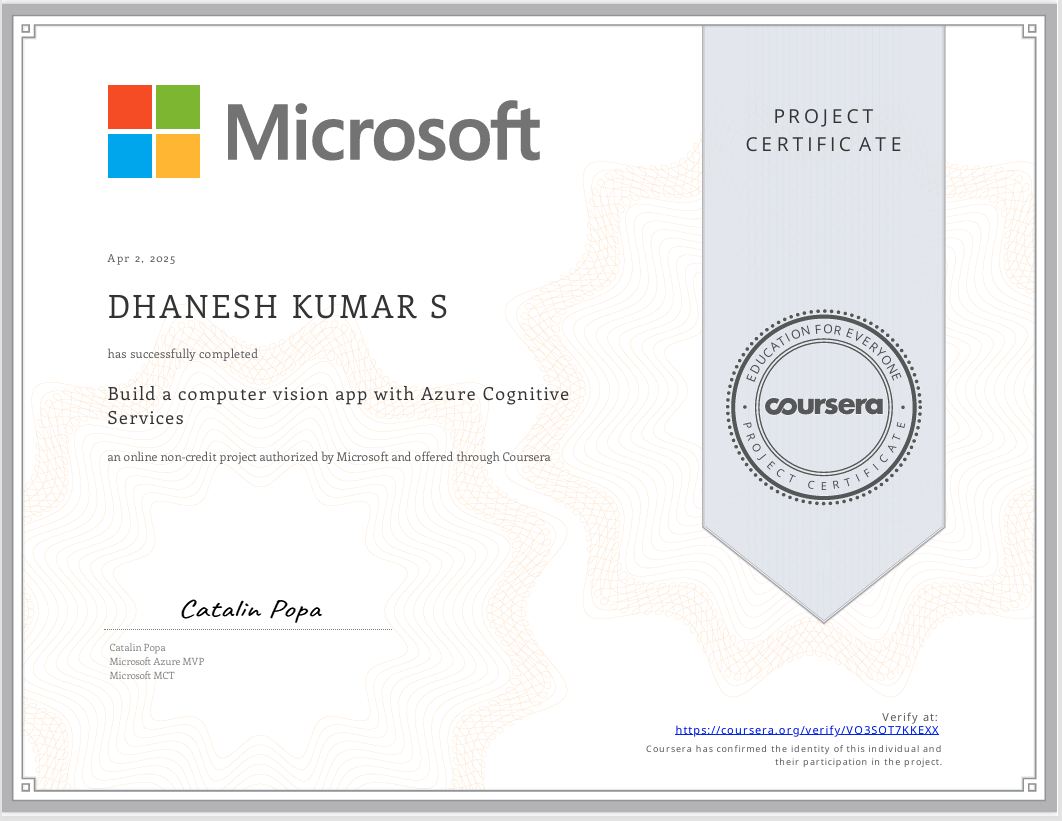 Microsoft
PROJECT
CERTIFICATE
Apr 2, 2025
DHANESH KUMAR S
has successfully completed
Build a computer vision app with Azure Cognitive
Services
an online non-credit project authorized by Microsoft and offered through Coursera
EDUCATION FOR EVERYONE
coursera
PROJECT CERTIFICATE
Catalin Popa
Catalin Popa
Microsoft Azure MVP
Microsoft MCT
Verify at:
https://coursera.org/verify/VO3SOT7KKEXX
Coursera has confirmed the identity of this individual and
their participation in the project.